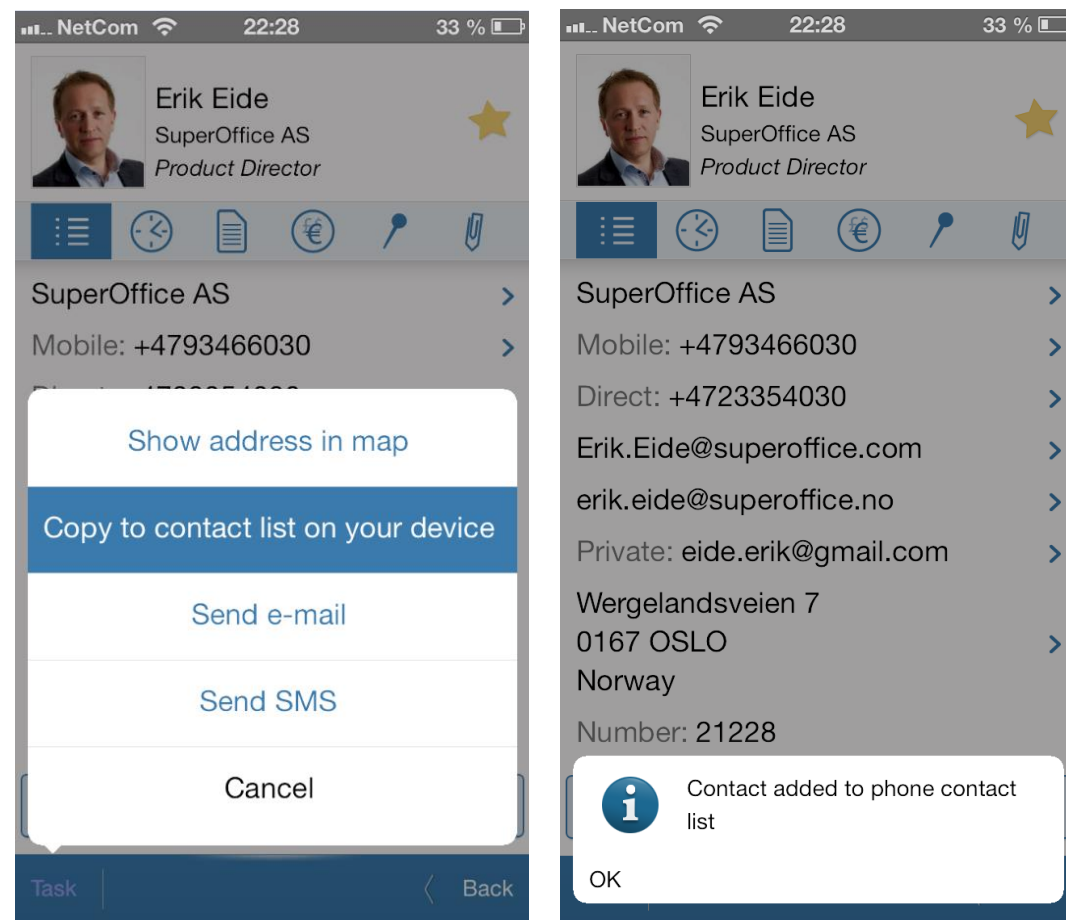 NetCom 22:28 33 %
Erik Eide
SuperOffice AS
Product Director
SuperOffice AS
Mobile: +4793466030
Show address in map
Copy to contact list on your device
Send e-mail
Send SMS
Cancel
Task
Back
NetCom 22:28 33 %
Erik Eide
SuperOffice AS
Product Director
SuperOffice AS
Mobile: +4793466030
Direct: +4723354030
Erik.Eide@superoffice.com
erik.eide@superoffice.no
Private: eide.erik@gmail.com
Wergelandsveien 7
0167 OSLO
Norway
Number: 21228
Contact added to phone contact
list
OK